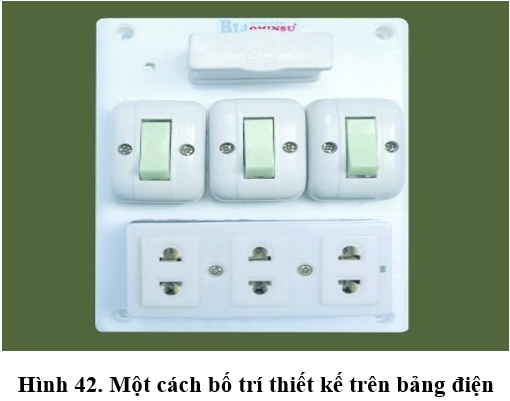 Hình 42. Một cách bố trí thiết kế trên bảng điện